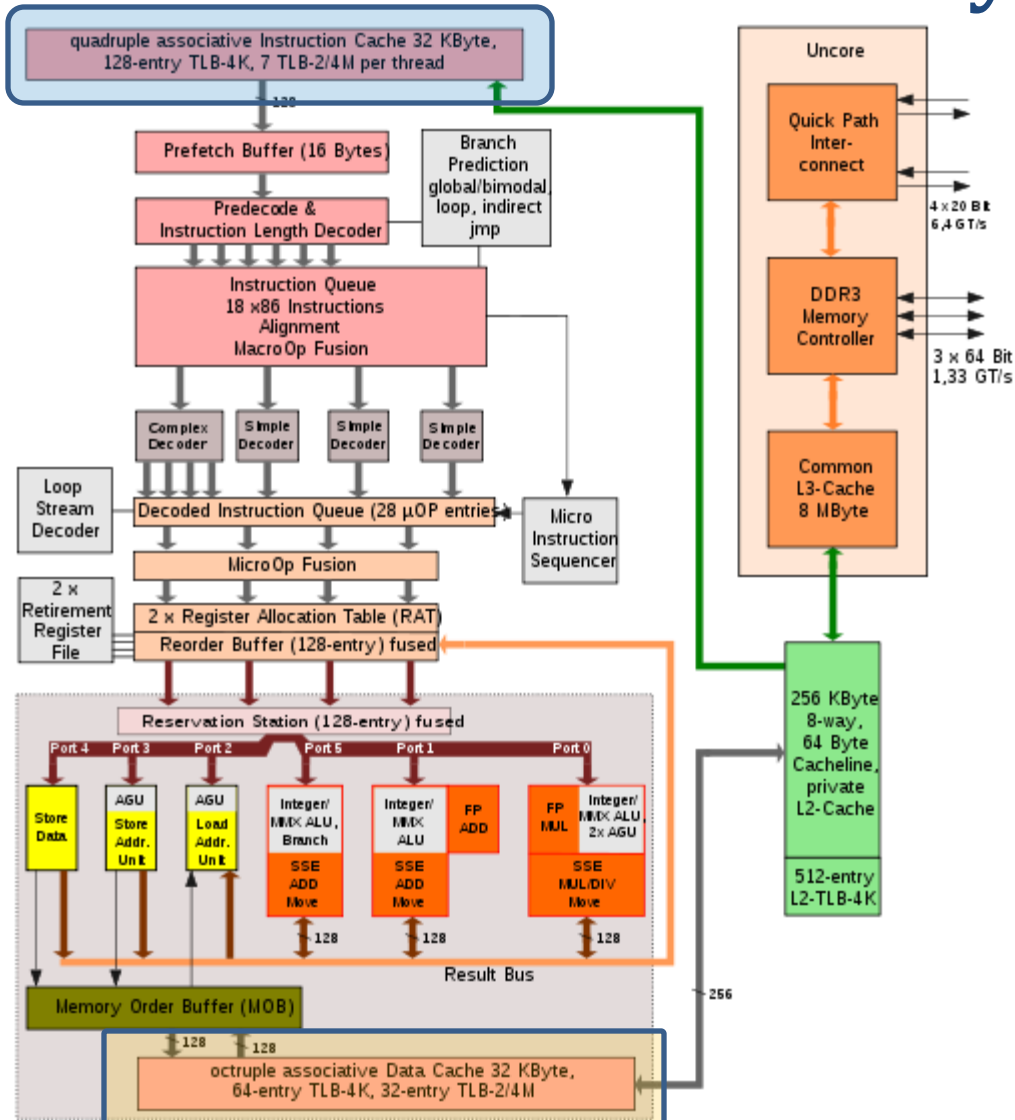 y
quadruple associative Instruction Cache 32 KByte,
128-entry TLB-4K, 7 TLB-2/4M per thread
128
Prefetch Buffer (16 Bytes)
Predecode &
Instruction Length Decoder
Branch
Prediction
global/bimodal,
loop, indirect
jmp
Instruction Queue
18 x86 Instructions
Alignment
MacroOp Fusion
Complex
Decoder
Simple
Decoder
Simple
Decoder
Simple
Decoder
Loop
Stream
Decoder
Decoded Instruction Queue (28 µOP entries)
Micro
Instruction
Sequencer
MicroOp Fusion
2 x
Retirement
Register
File
2 x Register Allocation Table (RAT)
Reorder Buffer (128-entry) fused
Reservation Station (128-entry) fused
Port 4
Port 3
Port 2
Port 5
Port 1
Port 0
Store
Data
AGU
Store
Addr.
Unit
AGU
Load
Addr.
Unit
Integer/
MMX ALU,
Branch
SSE
ADD
Move
Integer/
MMX
ALU
SSE
ADD
Move
FP
ADD
FP
MUL
Integer/
MMX ALU,
2x AGU
SSE
MUL/DIV
Move
128
128
128
Result Bus
Memory Order Buffer (MOB)
128
128
octruple associative Data Cache 32 KByte,
64-entry TLB-4K, 32-entry TLB-2/4M
256
Uncore
Quick Path
Inter-
connect
4 x 20 Bit
6,4 GT/s
DDR3
Memory
Controller
3 x 64 Bit
1,33 GT/s
Common
L3-Cache
8 MByte
256 KByte
8-way,
64 Byte
Cacheline,
private
L2-Cache
512-entry
L2-TLB-4K